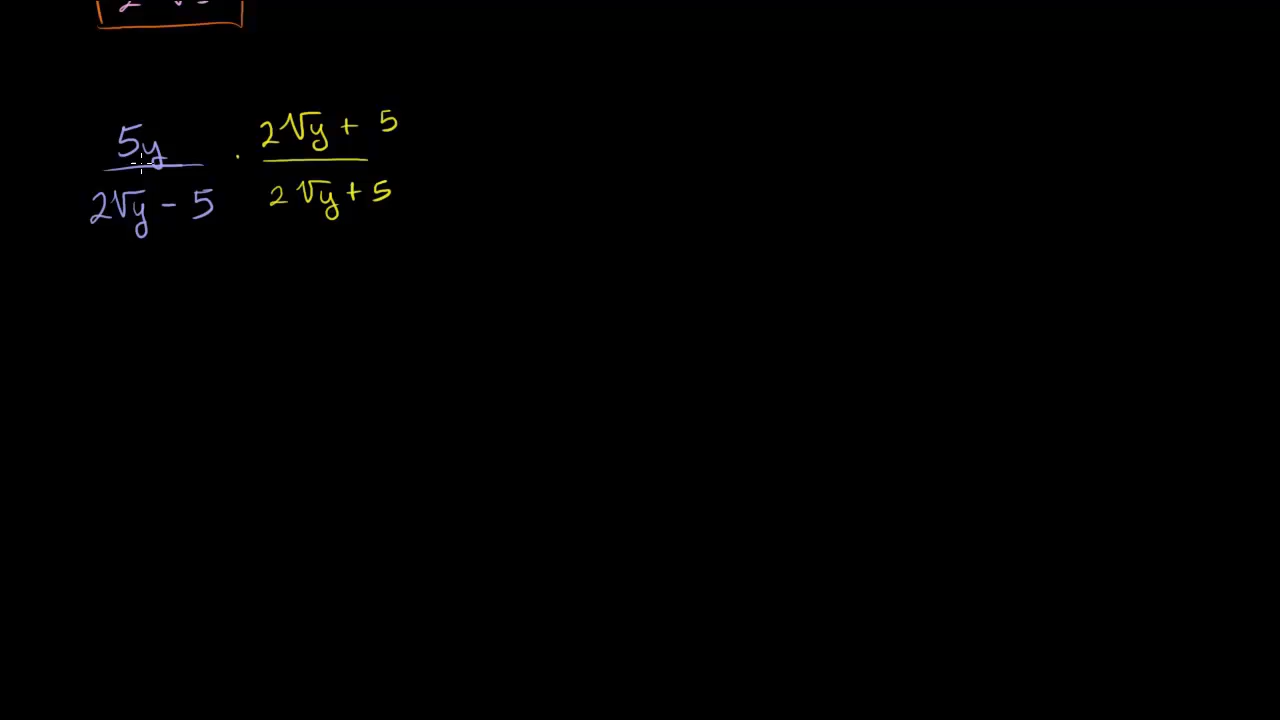 5y/(2√y - 5) · (2√y + 5)/(2√y + 5)